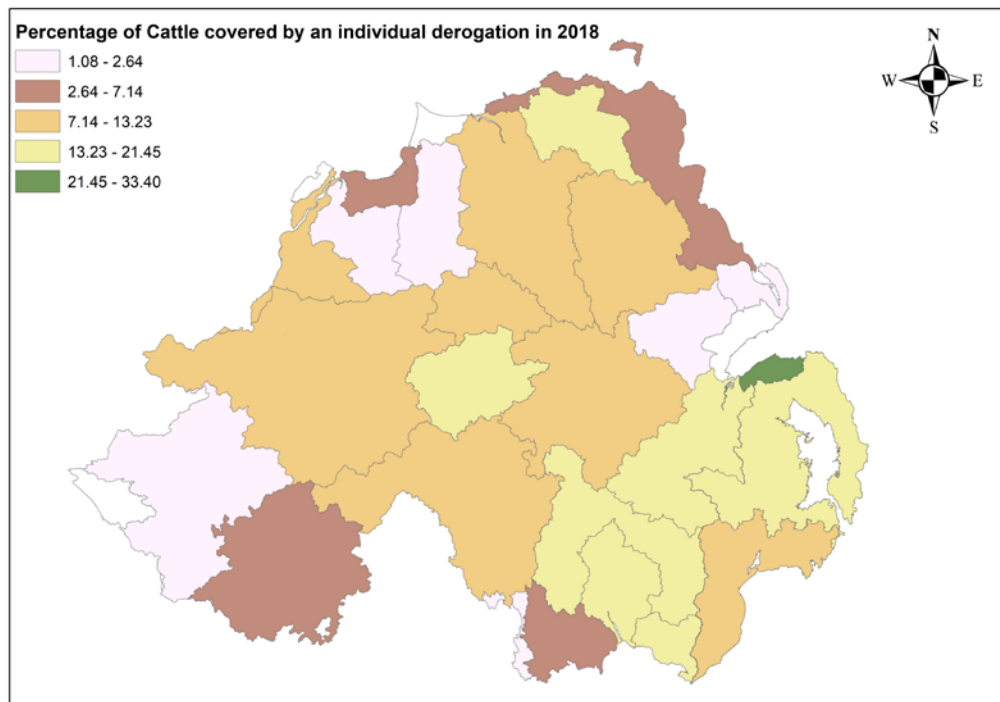 Percentage of Cattle covered by an individual derogation in 2018
1.08 - 2.64
2.64 - 7.14
7.14 - 13.23
13.23 - 21.45
21.45 - 33.40
N
W E
S